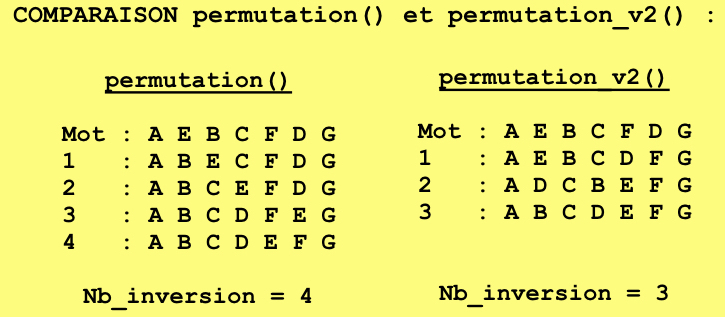 COMPARAISON permutation() et permutation_v2() :
permutation()
Mot : A E B C F D G
1 : A B E C F D G
2 : A B C E F D G
3 : A B C D F E G
4 : A B C D E F G
Nb_inversion = 4
permutation_v2()
Mot : A E B C F D G
1 : A E B C D F G
2 : A D C B E F G
3 : A B C D E F G
Nb_inversion = 3